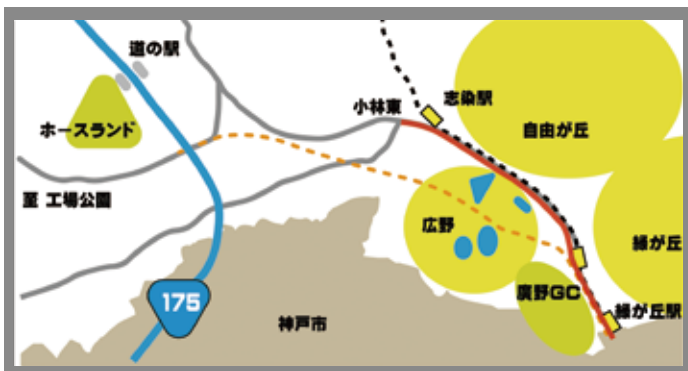 道の駅
小林東
志染駅
ホースランド
自由が丘
至 工場公園
広野
緑が丘
175
廣野GC
緑が丘駅
神戸市